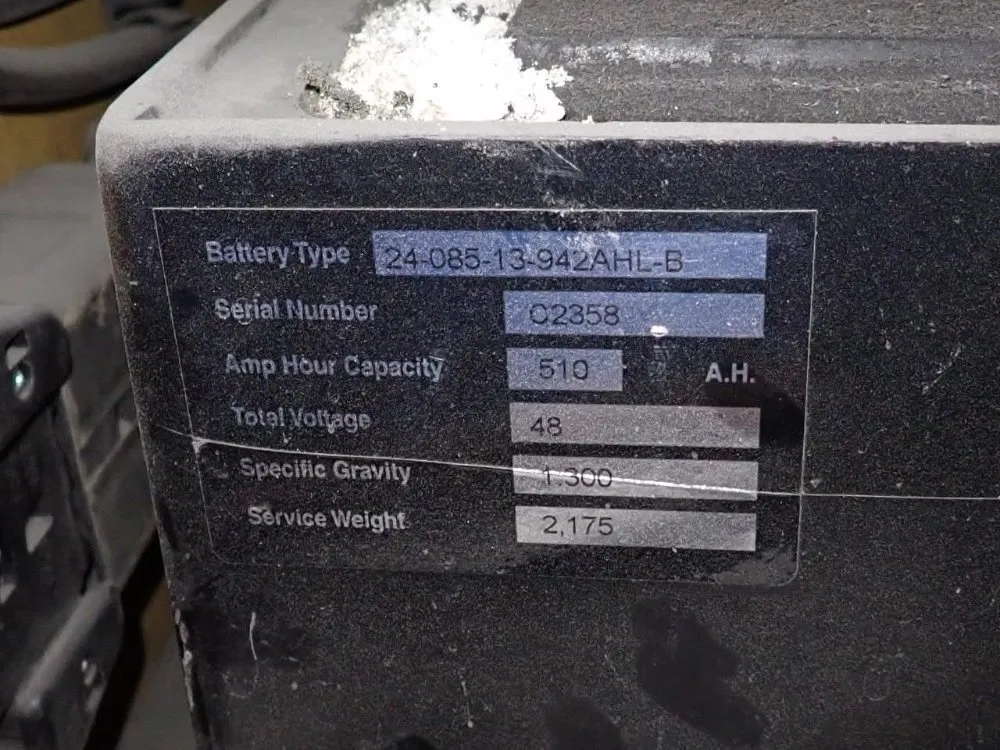 Battery Type 24-085-13-942AHL-B
Serial Number C2358
Amp Hour Capacity 510 A.H.
Total Voltage 48
Specific Gravity 1.300
Service Weight 2,175